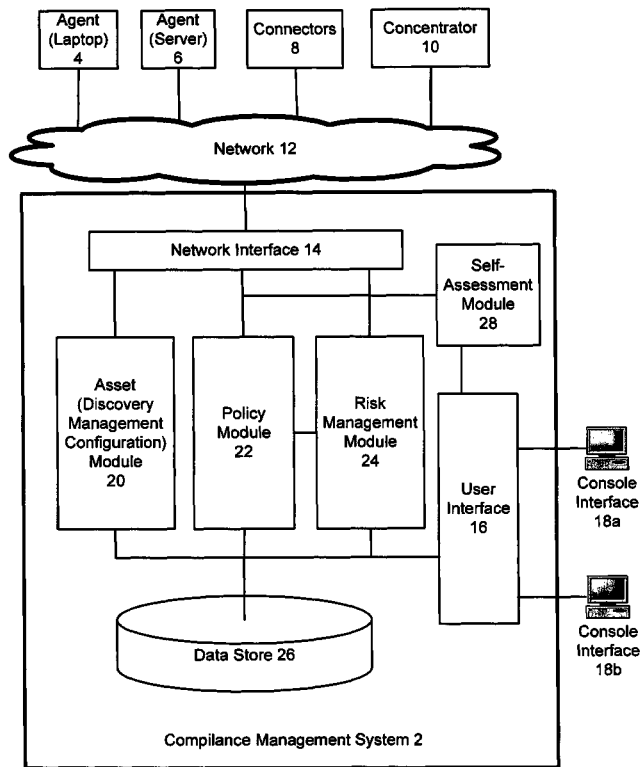 Agent
(Laptop)
4
Agent
(Server)
6
Connectors
8
Concentrator
10
Network 12
Network Interface 14
Self-
Assessment
Module
28
Asset
(Discovery
Management
Configuration)
Module
20
Policy
Module
22
Risk
Management
Module
24
User
Interface
16
Console
Interface
18a
Console
Interface
18b
Data Store 26
Compliance Management System 2